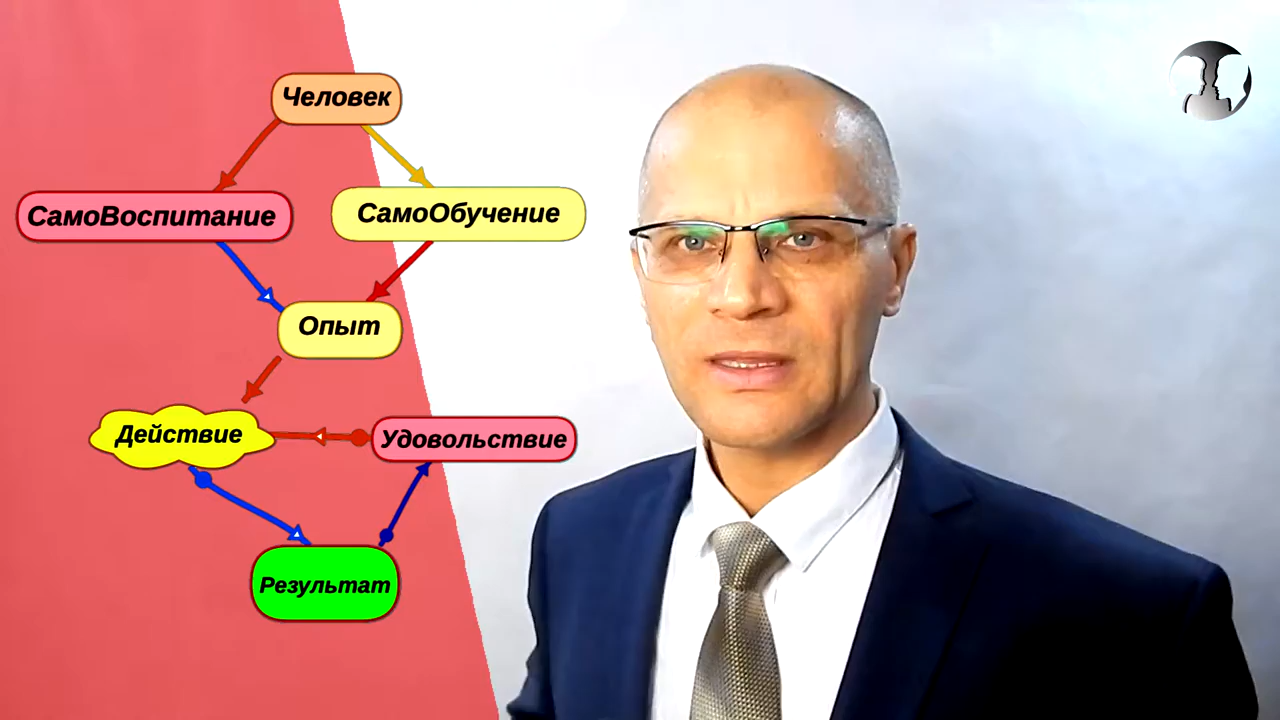 Человек
СамоВоспитание
СамоОбучение
Опыт
Действие
Удовольствие
Результат